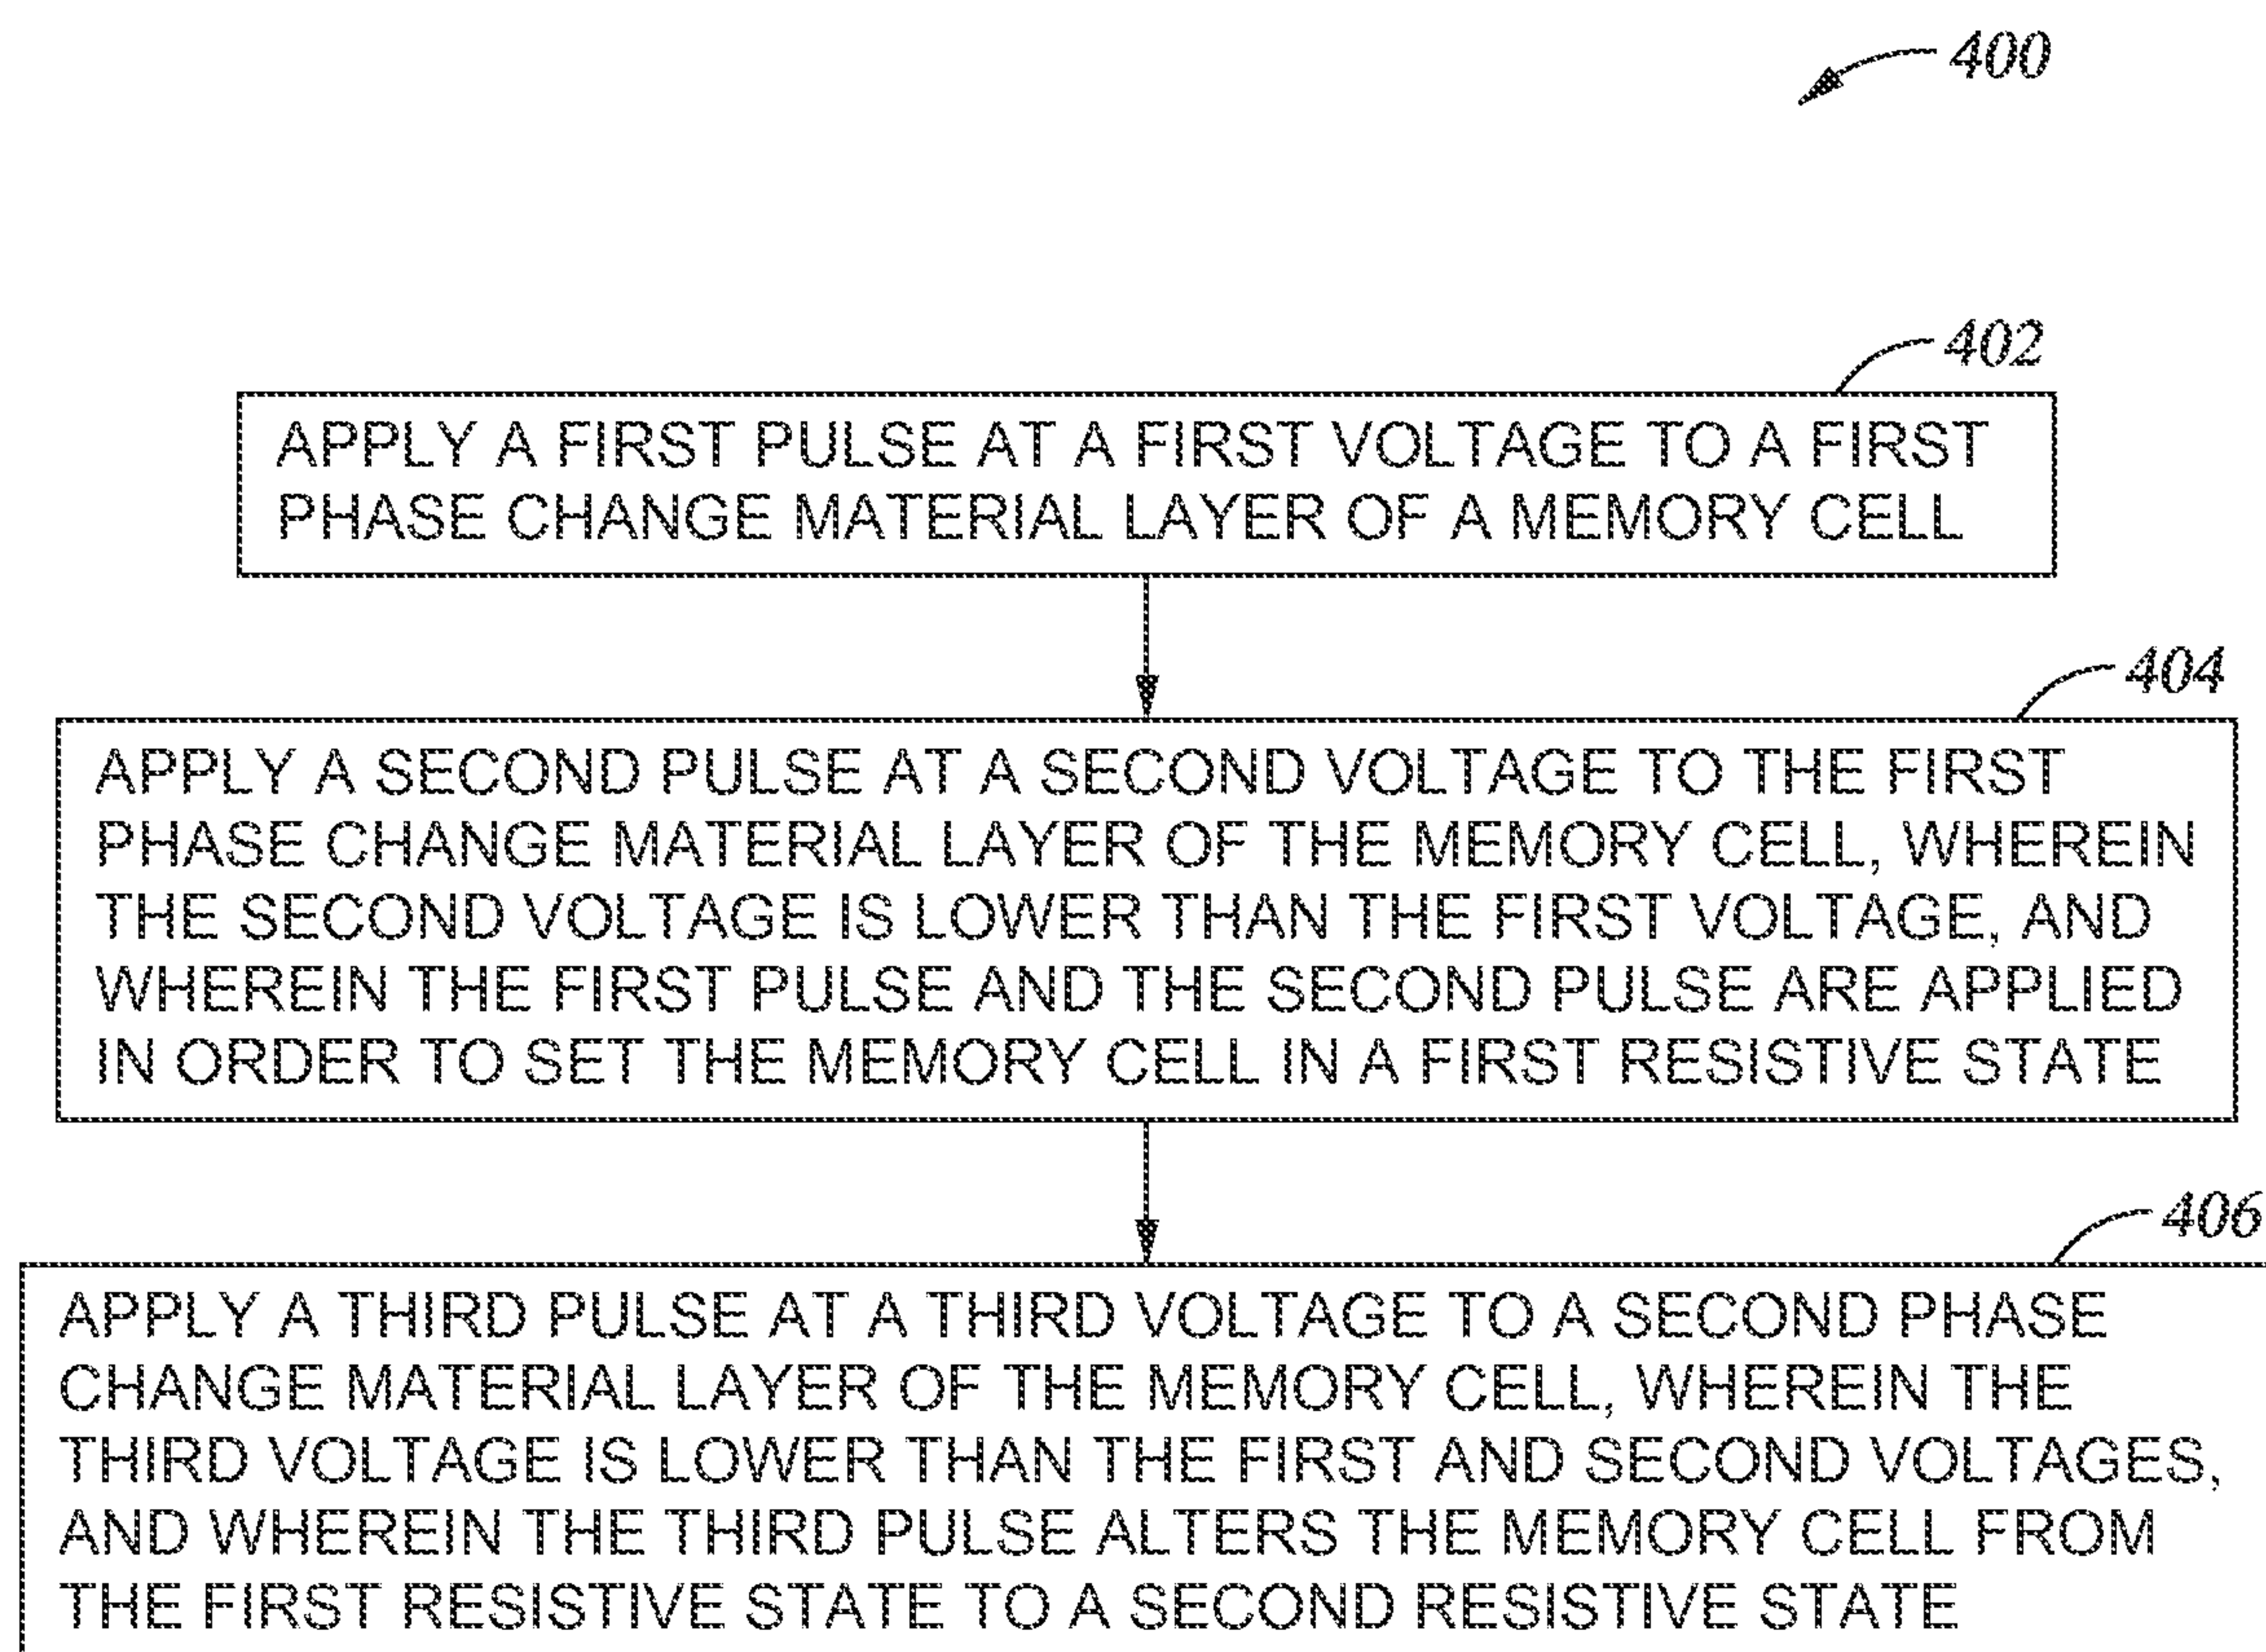 400
402
APPLY A FIRST PULSE AT A FIRST VOLTAGE TO A FIRST
PHASE CHANGE MATERIAL LAYER OF A MEMORY CELL
404
APPLY A SECOND PULSE AT A SECOND VOLTAGE TO THE FIRST
PHASE CHANGE MATERIAL LAYER OF THE MEMORY CELL, WHEREIN
THE SECOND VOLTAGE IS LOWER THAN THE FIRST VOLTAGE, AND
WHEREIN THE FIRST PULSE AND THE SECOND PULSE ARE APPLIED
IN ORDER TO SET THE MEMORY CELL IN A FIRST RESISTIVE STATE
406
APPLY A THIRD PULSE AT A THIRD VOLTAGE TO A SECOND PHASE
CHANGE MATERIAL LAYER OF THE MEMORY CELL, WHEREIN THE
THIRD VOLTAGE IS LOWER THAN THE FIRST AND SECOND VOLTAGES,
AND WHEREIN THE THIRD PULSE ALTERS THE MEMORY CELL FROM
THE FIRST RESISTIVE STATE TO A SECOND RESISTIVE STATE